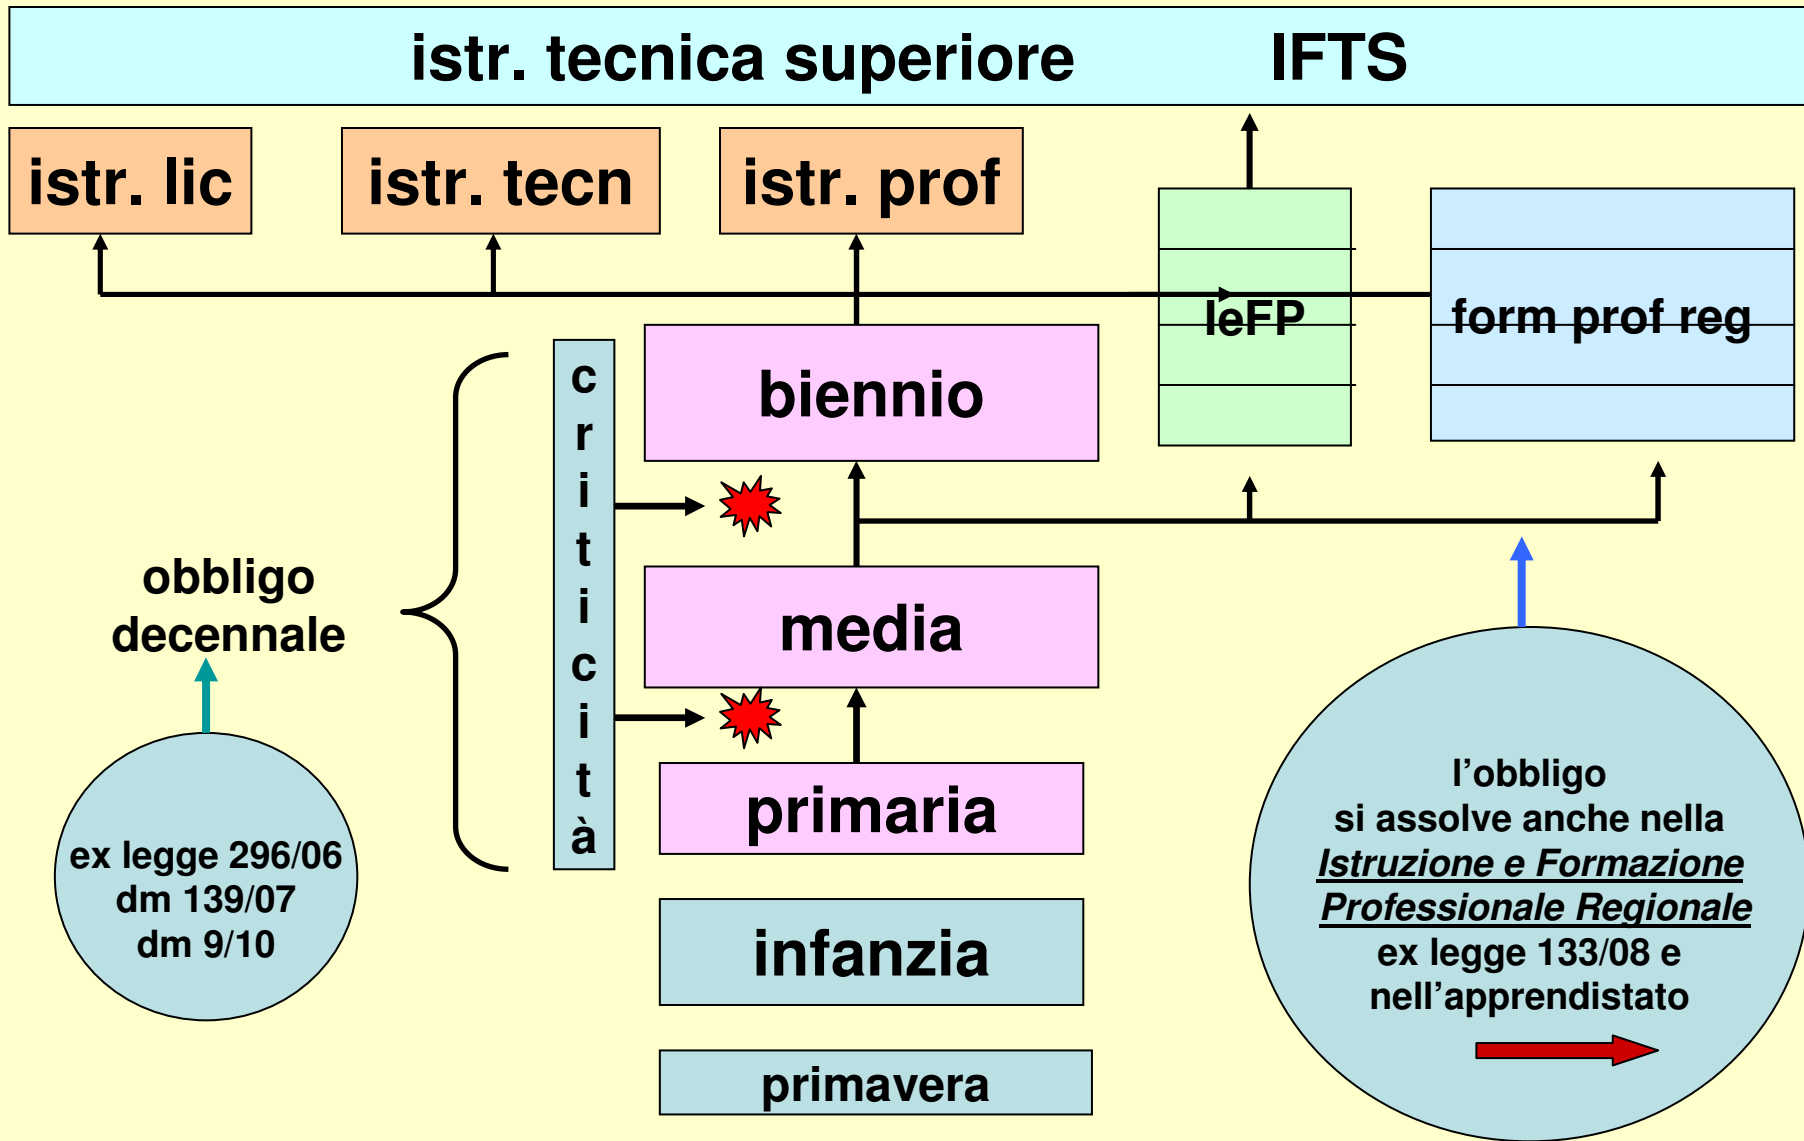 istr. tecnica superiore IFTS
istr. lic
istr. tecn
istr. prof
IeFP
form prof reg
biennio
criticità
obbligo
decennale
media
primaria
ex legge 296/06
dm 139/07
dm 9/10
infanzia
primavera
l’obbligo
si assolve anche nella
Istruzione e Formazione
Professionale Regionale
ex legge 133/08 e
nell’apprendistato